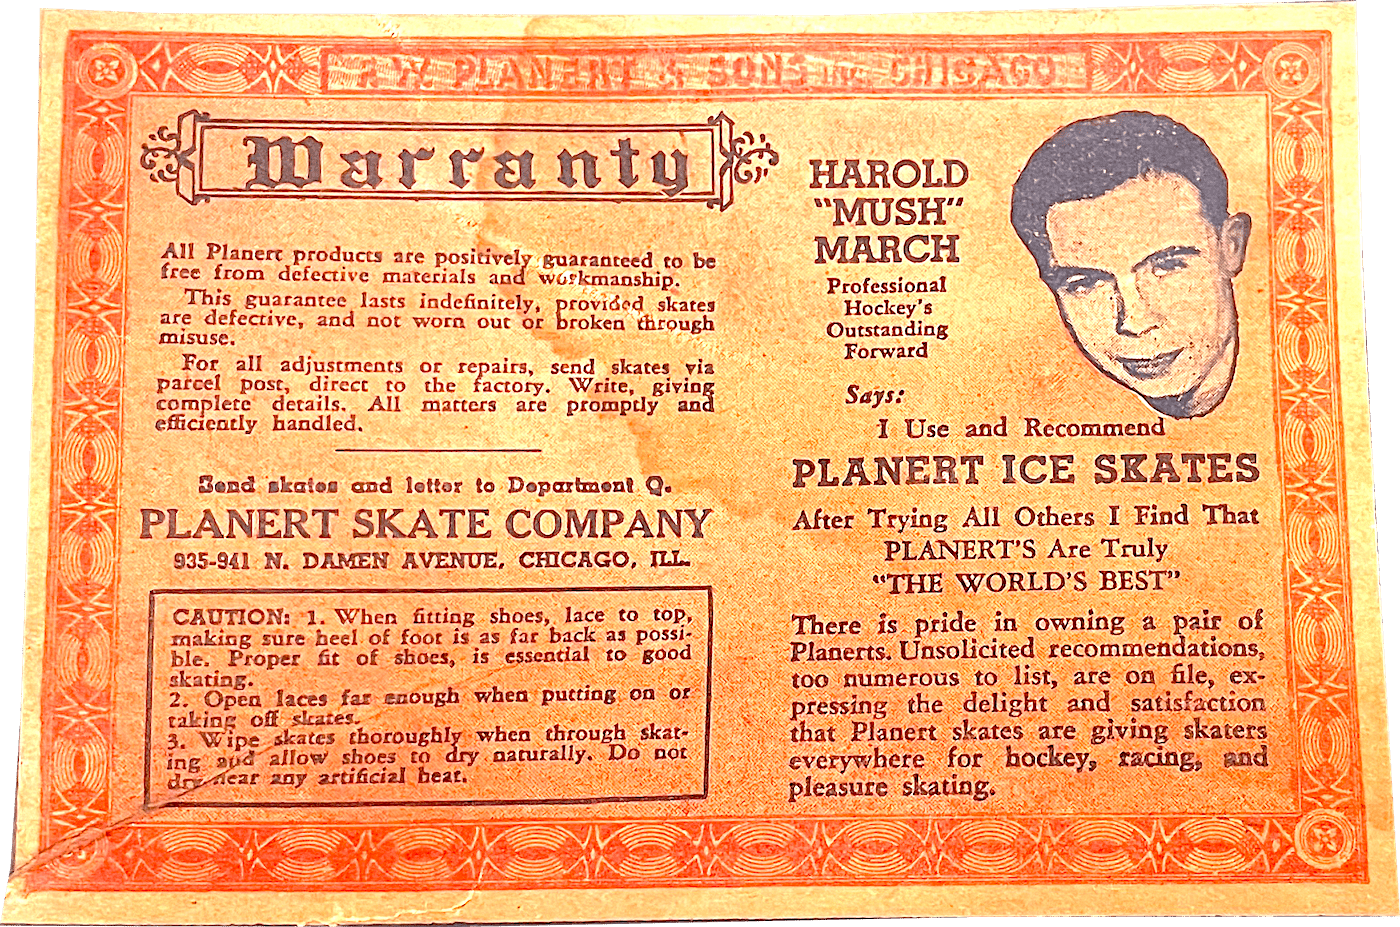 F. W. PLANERT & SONS Inc. CHICAGO
Warranty
All Planert products are positively guaranteed to be
free from defective materials and workmanship.
This guarantee lasts indefinitely, provided skates
are defective, and not worn out or broken through
misuse.
For all adjustments or repairs, send skates via
parcel post, direct to the factory. Write, giving
complete details. All matters are promptly and
efficiently handled.
Send skates and letter to Department Q.
PLANERT SKATE COMPANY
935-941 N. DAMEN AVENUE, CHICAGO, ILL.
CAUTION: 1. When fitting shoes, lace to top,
making sure heel of foot is as far back as possi-
ble. Proper fit of shoes, is essential to good
skating.
2. Open laces far enough when putting on or
taking off skates.
3. Wipe skates thoroughly when through skat-
ing and allow shoes to dry naturally. Do not
dry near any artificial heat.
HAROLD
"MUSH"
MARCH
Professional
Hockey's
Outstanding
Forward
Says:
I Use and Recommend
PLANERT ICE SKATES
After Trying All Others I Find That
PLANERT'S Are Truly
"THE WORLD'S BEST"
There is pride in owning a pair of
Planerts. Unsolicited recommendations,
too numerous to list, are on file, ex-
pressing the delight and satisfaction
that Planert skates are giving skaters
everywhere for hockey, racing, and
pleasure skating.